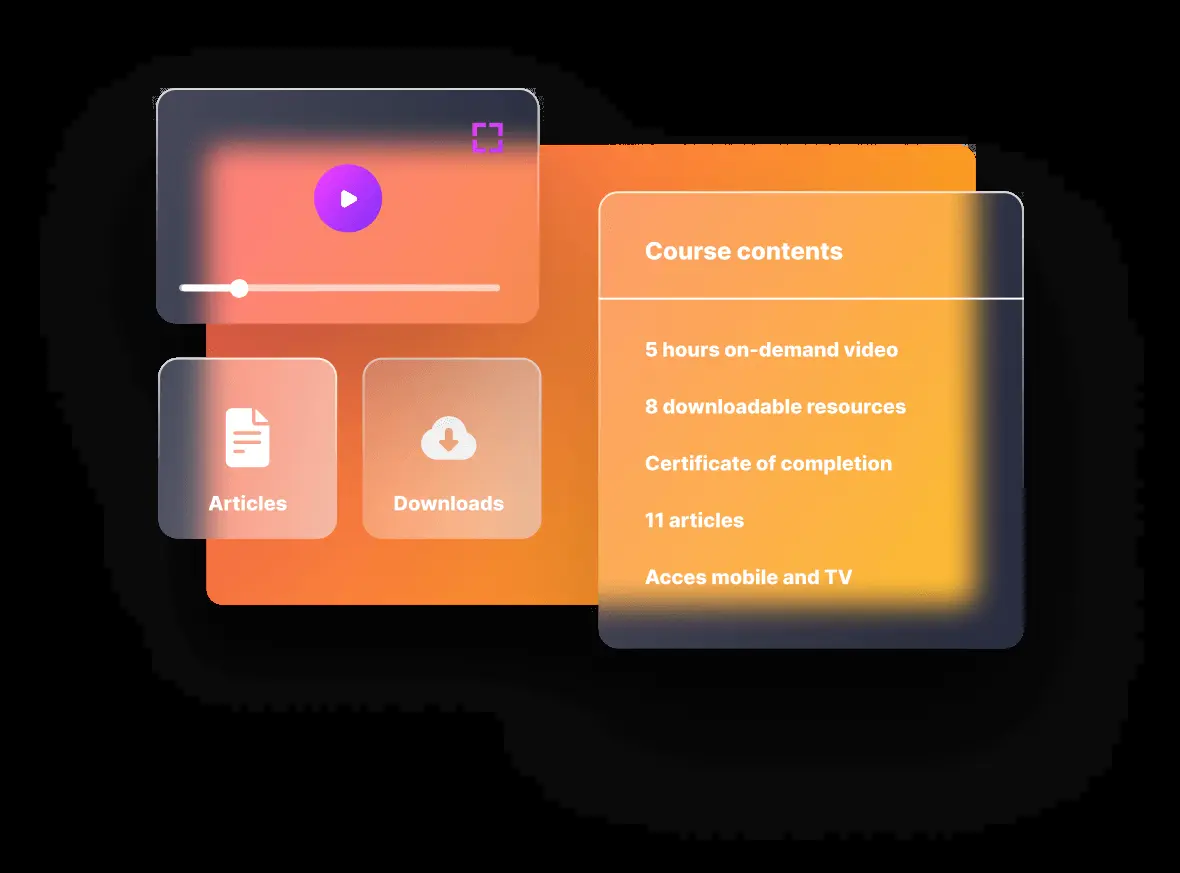 Articles
Downloads
Course contents
5 hours on-demand video
8 downloadable resources
Certificate of completion
11 articles
Acces mobile and TV